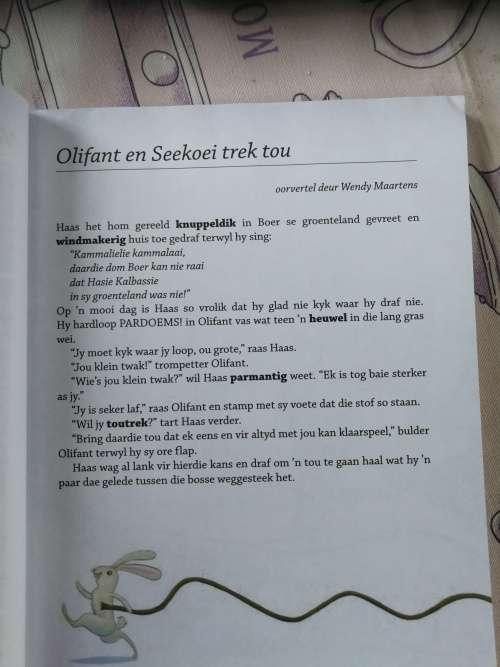 MO
Olifant en Seekoei trek tou
oorvertel deur Wendy Maartens
Haas het hom gereeld knuppeldik in Boer se groenteland gevreet en
windmakerig huis toe gedraf terwyl hy sing:
"Kammalielie kammalaai,
daardie dom Boer kan nie raai
dat Hasie Kalbassie
in sy groenteland was nie!"
Op 'n mooi dag is Haas so vrolik dat hy glad nie kyk waar hy draf nie.
Hy hardloop PARDOEMS! in Olifant vas wat teen 'n heuwel in die lang gras
wei.
"Jy moet kyk waar jy loop, ou grote," raas Haas.
"Jou klein twak!" trompetter Olifant.
"Wie's jou klein twak?" wil Haas parmantig weet. "Ek is tog baie sterker
as jy."
"Jy is seker laf," raas Olifant en stamp met sy voete dat die stof so staan.
"Wil jy toutrek?" tart Haas verder.
"Bring daardie tou dat ek eens en vir altyd met jou kan klaarspeel," bulder
Olifant terwyl hy sy ore flap.
Haas wag al lank vir hierdie kans en draf om 'n tou te gaan haal wat hy 'n
paar dae gelede tussen die bosse weggesteek het.